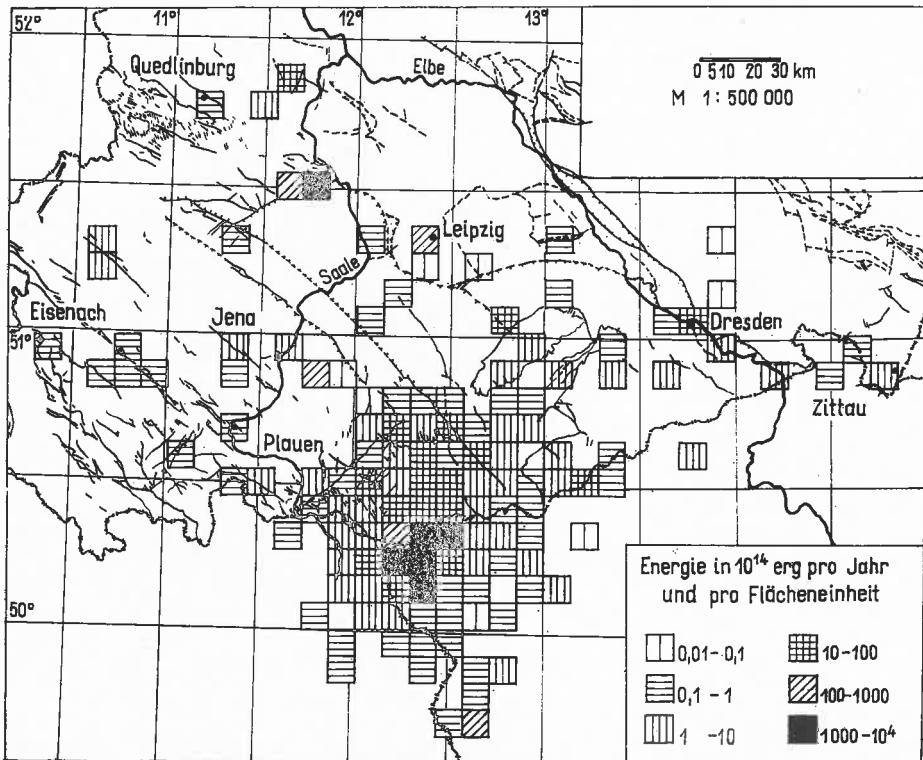 11° 12° 13°
52°
Quedlinburg
Elbe
0 5 10 20 30 km
M 1 : 500 000
Leipzig
Saale
Eisenach
Jena
Dresden
51°
Zittau
Plauen
50°
Energie in 10¹⁴ erg pro Jahr
und pro Flächeneinheit
0,01–0,1
10–100
0,1 – 1
100–1000
1 – 10
1000–10⁴